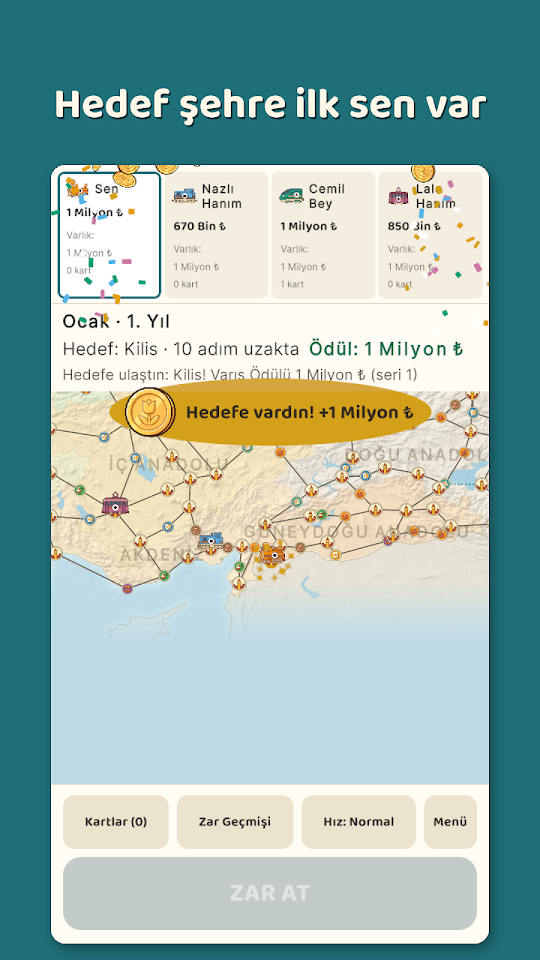 Hedef şehre ilk sen var
Sen
1 Milyon ₺
Varlık:
1 Milyon ₺
0 kart
Nazlı
Hanım
670 Bin ₺
Varlık:
1 Milyon ₺
0 kart
Cemil
Bey
1 Milyon ₺
Varlık:
1 Milyon ₺
1 kart
Lale
Hanım
850 Bin ₺
Varlık:
1 Milyon ₺
0 kart
Ocak · 1. Yıl
Hedef: Kilis · 10 adım uzakta Ödül: 1 Milyon ₺
Hedefe ulaştın: Kilis! Varış Ödülü 1 Milyon ₺ (seri 1)
Hedefe vardın! +1 Milyon ₺
İÇ ANADOLU
DOĞU ANADOLU
GÜNEYDOĞU ANADOLU
AKDENİZ
Kartlar (0)
Zar Geçmişi
Hız: Normal
Menü
ZAR AT